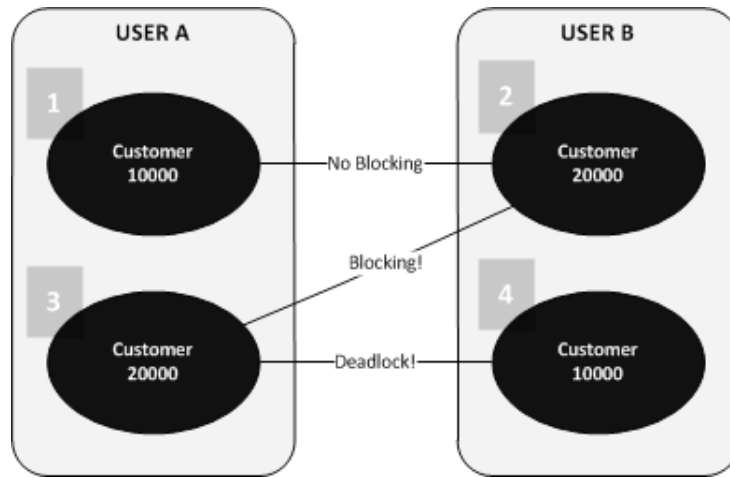 USER A
USER B
1
Customer
10000
No Blocking
2
Customer
20000
Blocking!
3
Customer
20000
Deadlock!
4
Customer
10000